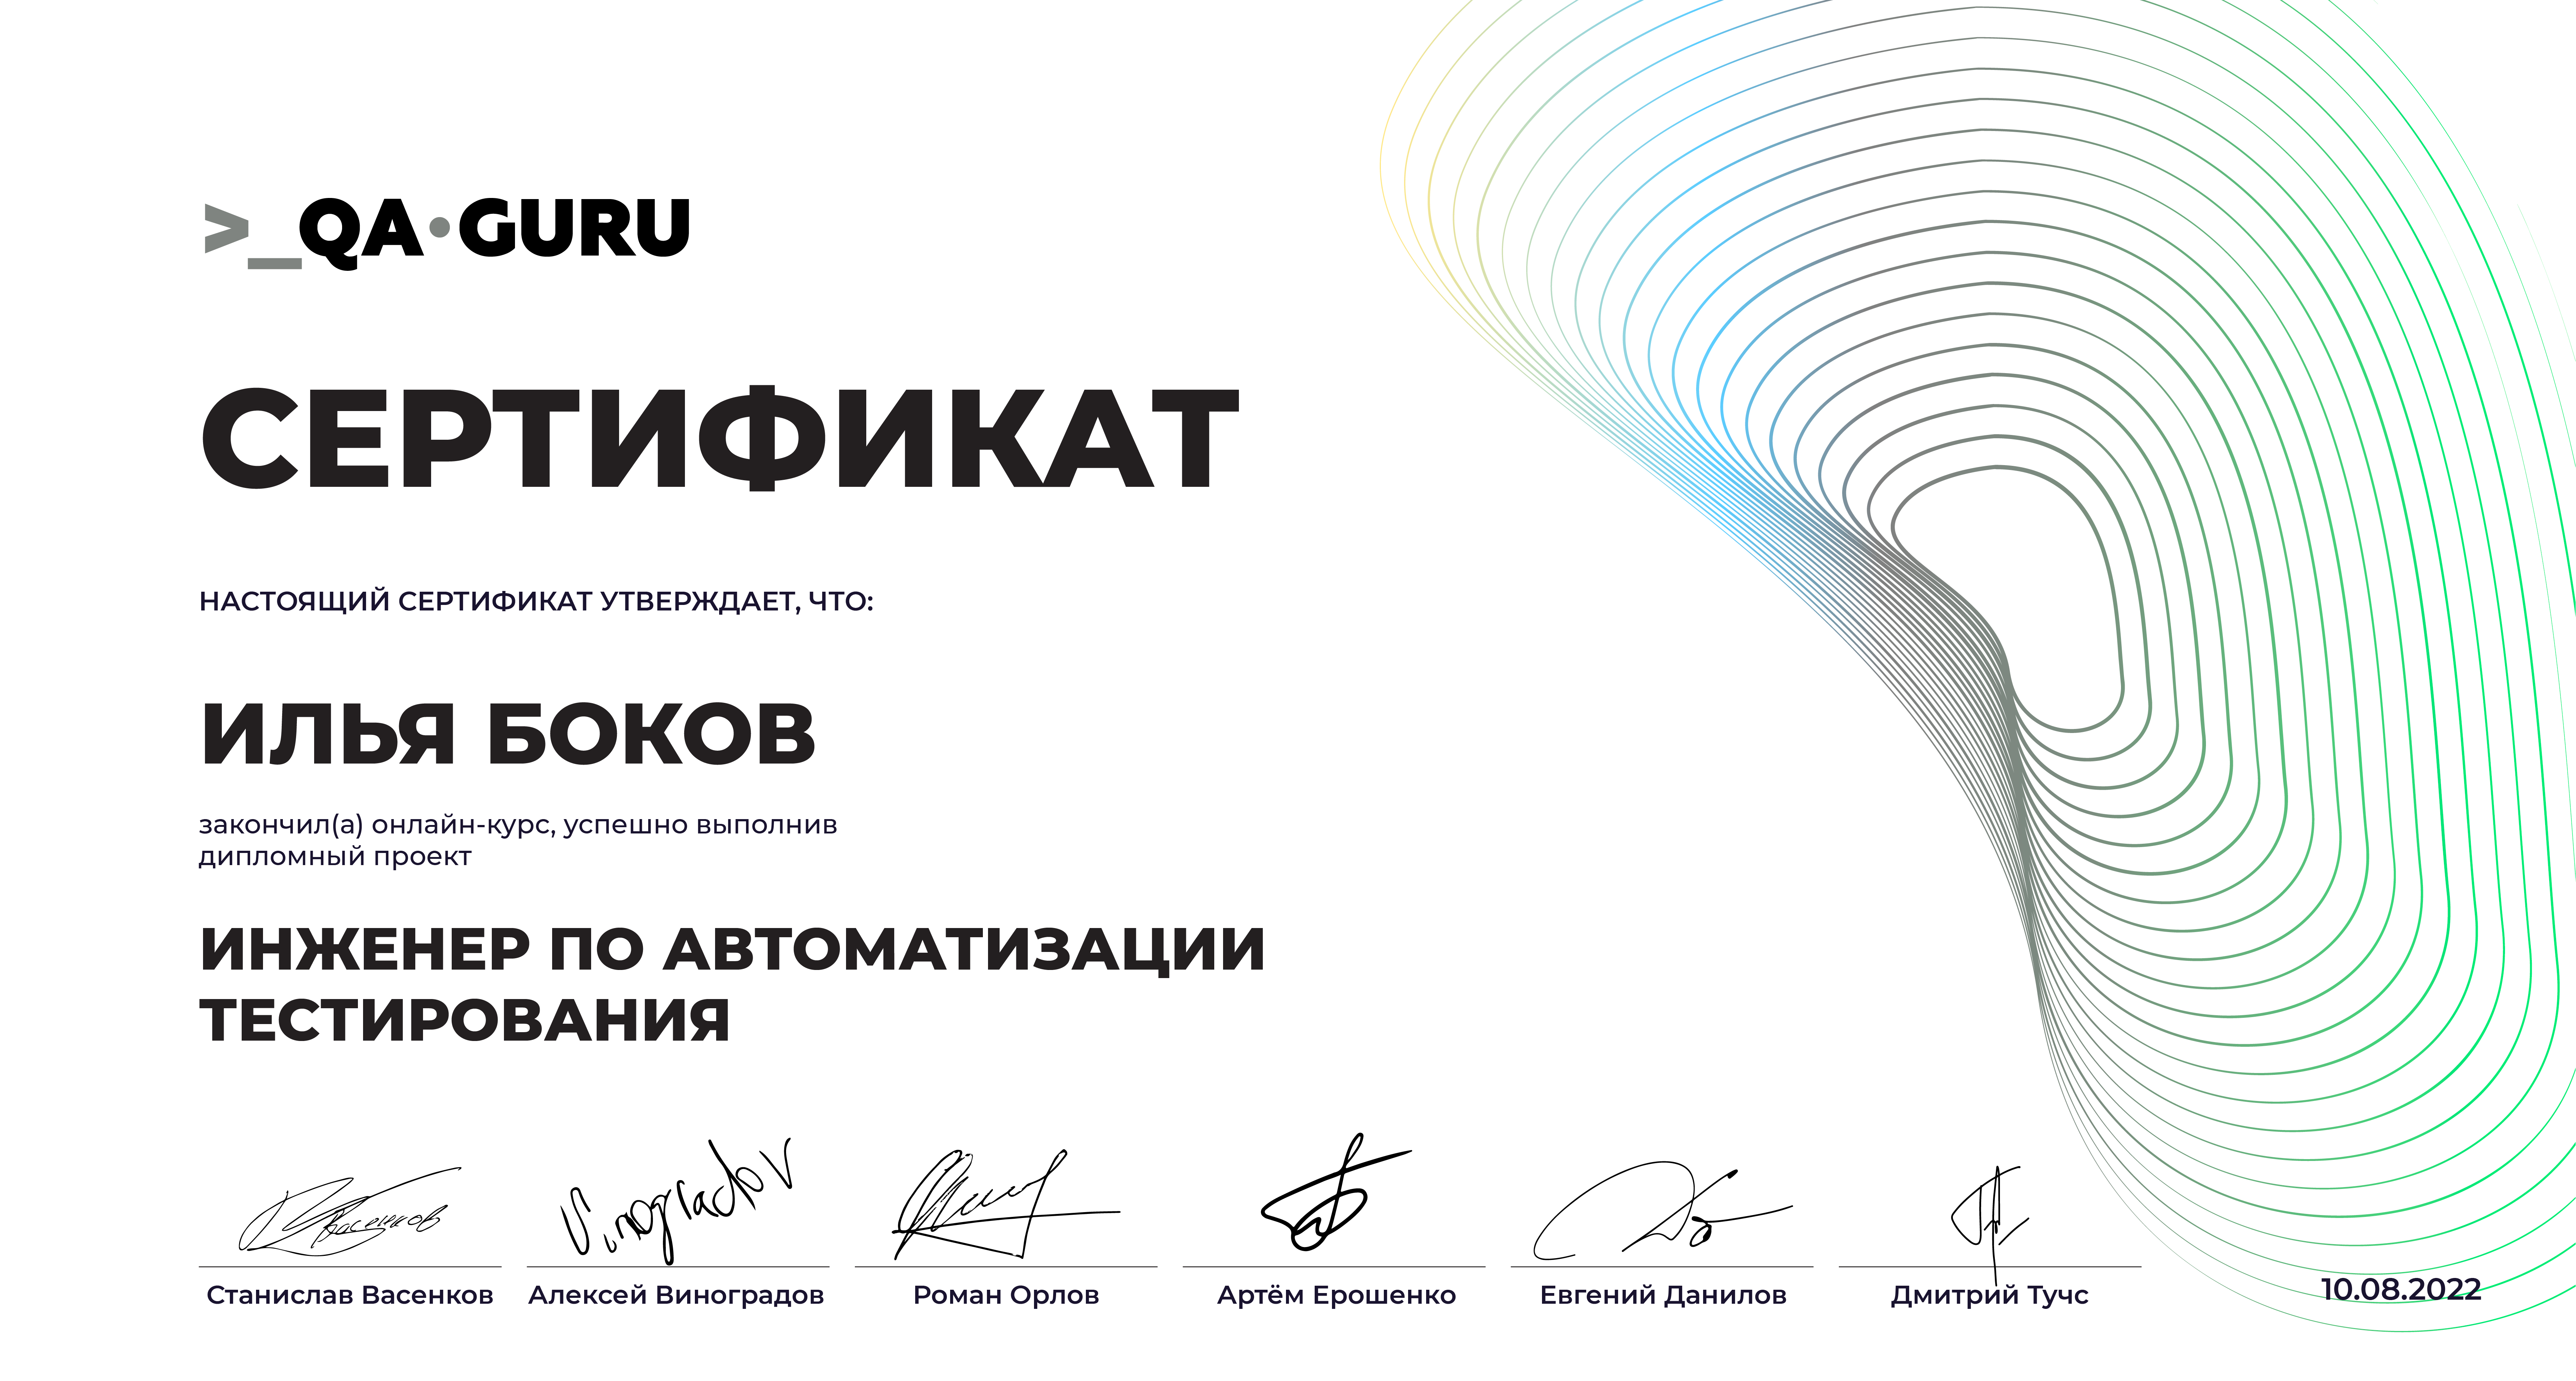 >_QA•GURU
СЕРТИФИКАТ
НАСТОЯЩИЙ СЕРТИФИКАТ УТВЕРЖДАЕТ, ЧТО:
ИЛЬЯ БОКОВ
закончил(а) онлайн-курс, успешно выполнив
дипломный проект
ИНЖЕНЕР ПО АВТОМАТИЗАЦИИ
ТЕСТИРОВАНИЯ
Васенков Vinogradov
Станислав Васенков Алексей Виноградов Роман Орлов Артём Ерошенко Евгений Данилов Дмитрий Тучс 10.08.2022